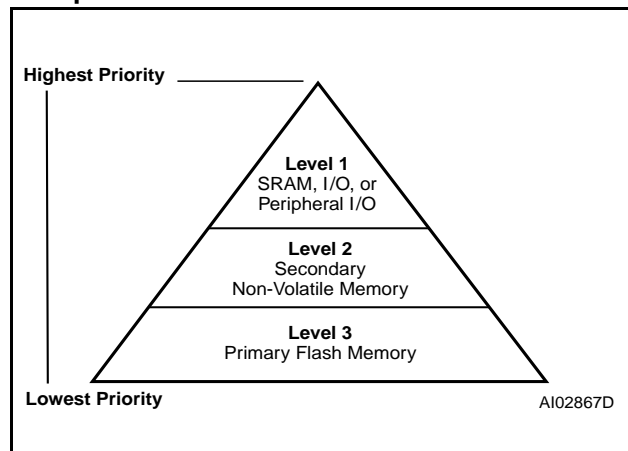 Highest Priority
Level 1
SRAM, I/O, or
Peripheral I/O
Level 2
Secondary
Non-Volatile Memory
Level 3
Primary Flash Memory
Lowest Priority
AI02867D